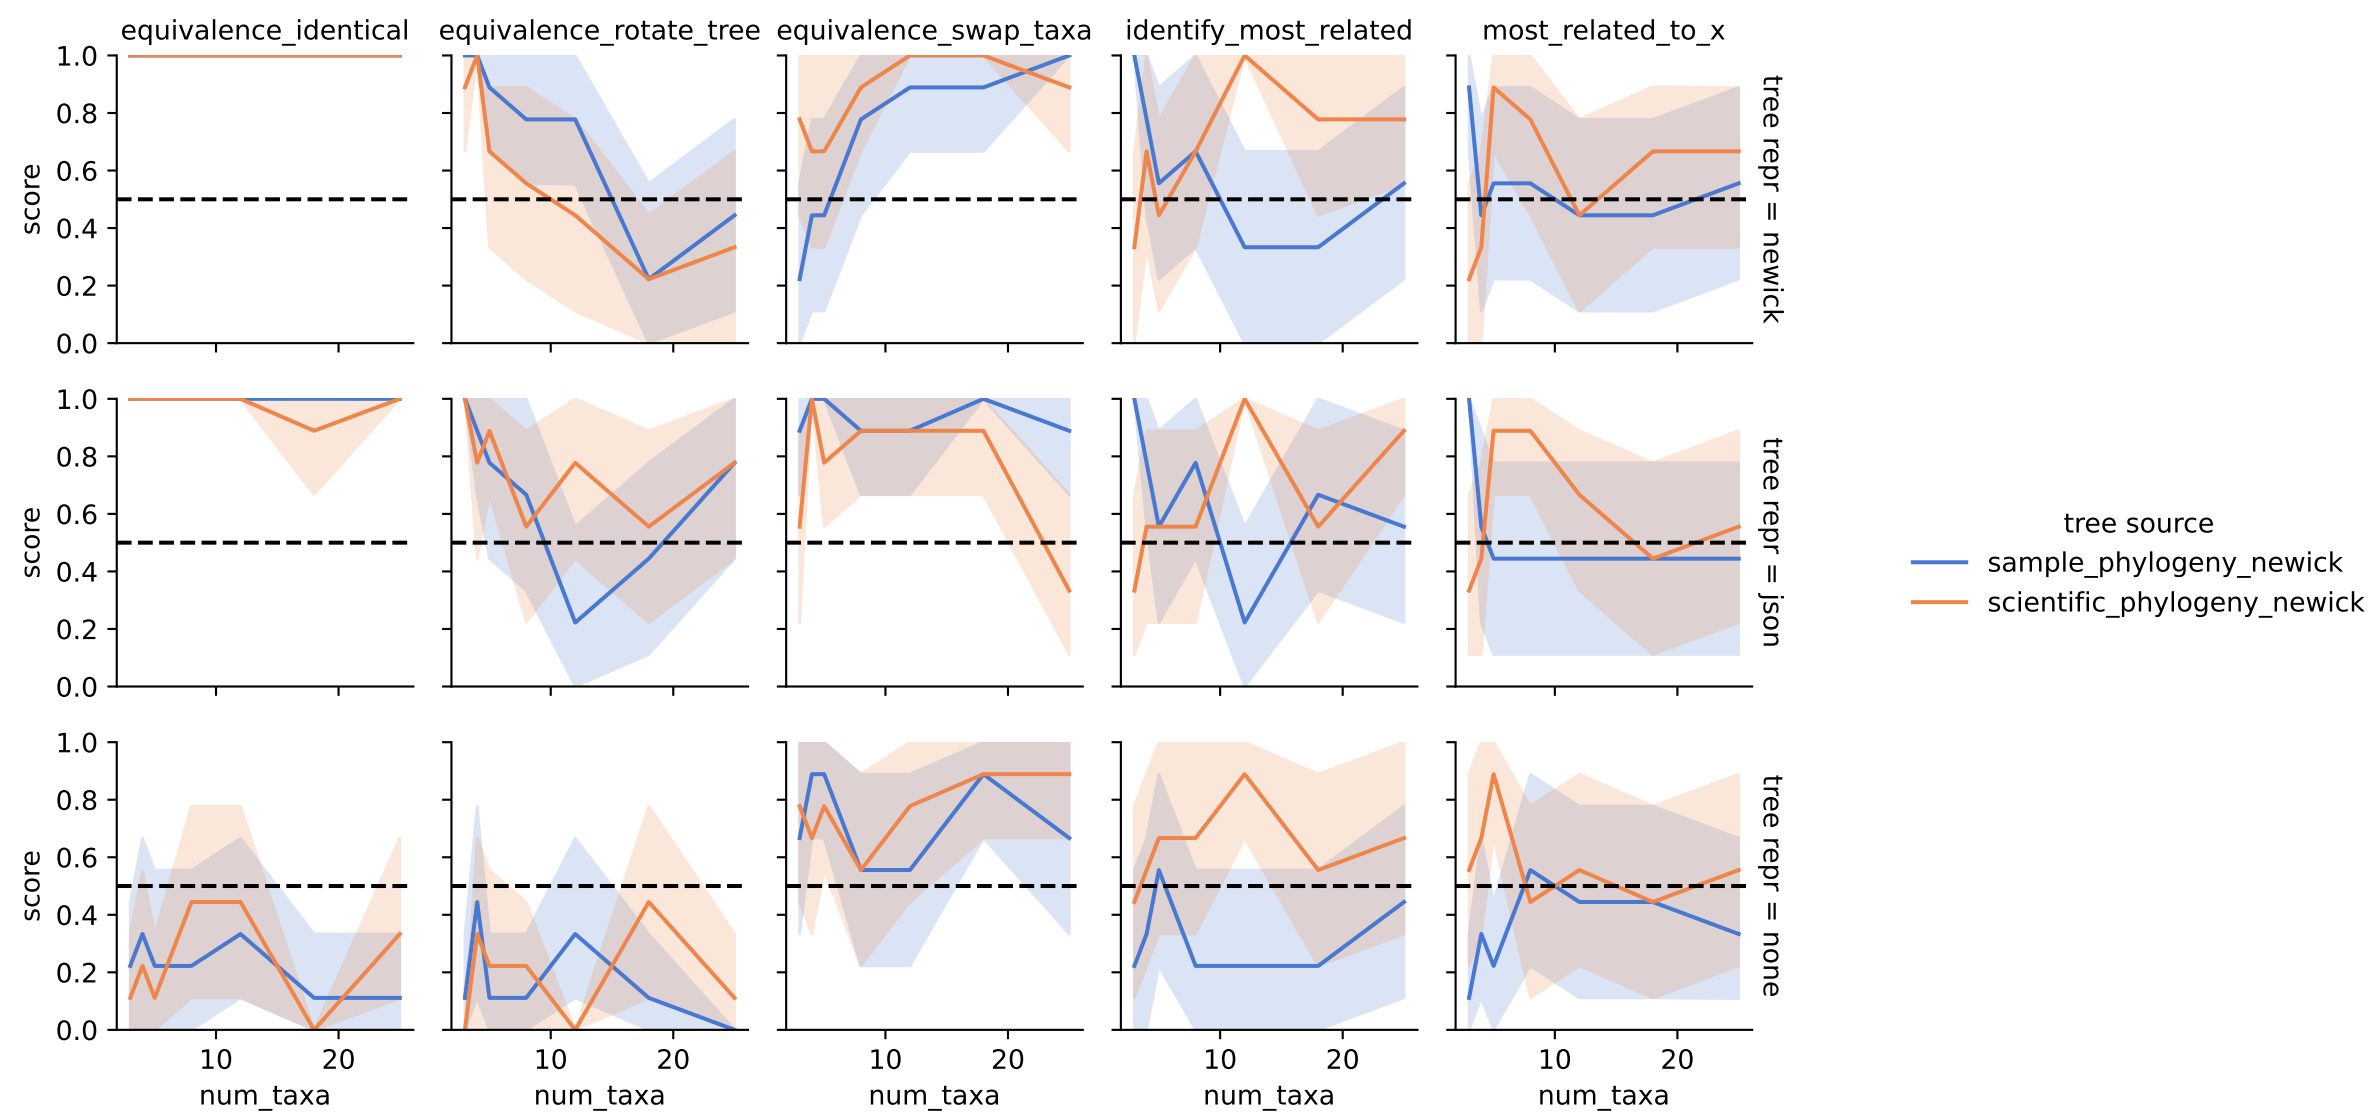 equivalence_identical equivalence_rotate_tree equivalence_swap_taxa identify_most_related most_related_to_x
1.0
0.8
0.6
0.4
0.2
0.0
score
tree repr = newick
1.0
0.8
0.6
0.4
0.2
0.0
score
tree repr = json
tree source
sample_phylogeny_newick
scientific_phylogeny_newick
1.0
0.8
0.6
0.4
0.2
0.0
score
tree repr = none
10 20 10 20 10 20 10 20 10 20
num_taxa num_taxa num_taxa num_taxa num_taxa